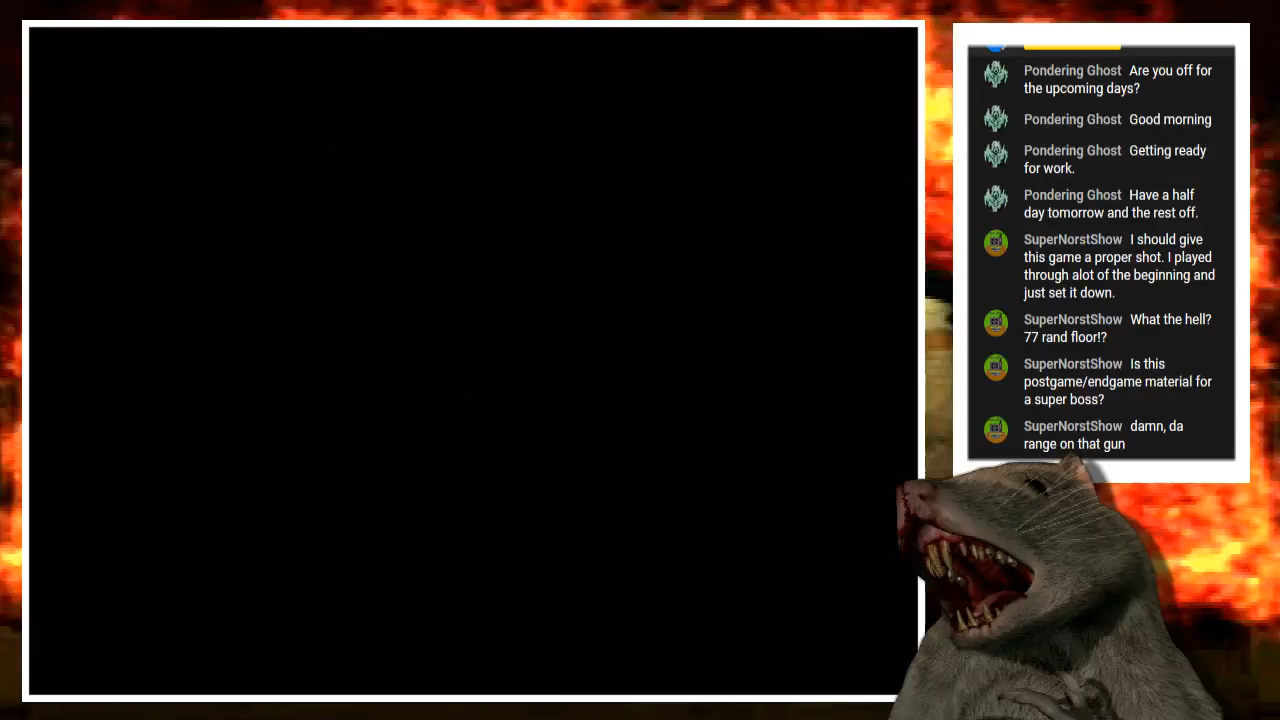 Pondering Ghost Are you off for
the upcoming days?
Pondering Ghost Good morning
Pondering Ghost Getting ready
for work.
Pondering Ghost Have a half
day tomorrow and the rest off.
SuperNorstShow I should give
this game a proper shot. I played
through alot of the beginning and
just set it down.
SuperNorstShow What the hell?
77 rand floor!?
SuperNorstShow Is this
postgame/endgame material for
a super boss?
SuperNorstShow damn, da
range on that gun